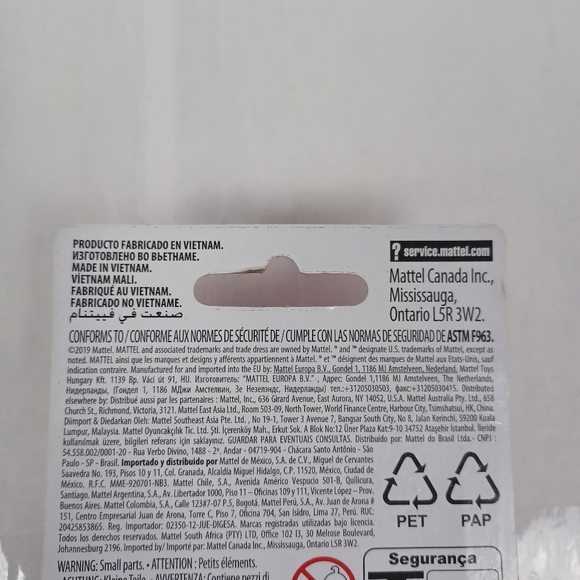 PRODUCTO FABRICADO EN VIETNAM.
ИЗГОТОВЛЕНО ВО ВЬЕТНАМЕ.
MADE IN VIETNAM.
VİETNAM MALI.
FABRIQUÉ AU VIETNAM.
FABRICADO NO VIETNAME.
صنعت في فييتنام
? service.mattel.com
Mattel Canada Inc.,
Mississauga,
Ontario L5R 3W2.
CONFORMS TO / CONFORME AUX NORMES DE SÉCURITÉ DE / CUMPLE CON LAS NORMAS DE SEGURIDAD DE ASTM F963.
©2019 Mattel. MATTEL and associated trademarks and trade dress are owned by Mattel. ® and ™ designate U.S. trademarks of Mattel, except as
noted. MATTEL ainsi que les marques et designs y afférents appartiennent à Mattel. ® et ™ désignent des marques de Mattel aux États-Unis, sauf
indication contraire. Manufactured for and imported into the EU by: Mattel Europa B.V., Gondel 1, 1186 MJ Amstelveen, Nederland. Mattel Toys
Hungary Kft. 1139 Bp. Váci út 91, HU. Изготовитель: "MATTEL EUROPA B.V.", Адрес: Gondel 1,1186 MJ Amstelveen, The Netherlands,
Нидерланды, (Гондел 1, 1186 МДжи Амстельвеен, Зе Незелэндс, Нидерланды) тел.:+31205030503, факс:+31205030415. Distributed
elsewhere by: Distribué aussi par les partenaires : Mattel, Inc., 636 Girard Avenue, East Aurora, NY 14052, U.S.A. Mattel Australia Pty. Ltd., 658
Church St., Richmond, Victoria, 3121. Mattel East Asia Ltd., Room 503-09, North Tower, World Finance Centre, Harbour City, Tsimshatsui, HK, China.
Diimport & Diedarkan Oleh: Mattel Southeast Asia Pte. Ltd., No 19-1, Tower 3 Avenue 7, Bangsar South City, No 8, Jalan Kerinchi, 59200 Kuala
Lumpur, Malaysia. Mattel Oyuncakçılık Tic. Ltd. Şti. İçerenköy Mah., Erkut Sok. A Blok No:12 Üner Plaza Kat:9-10 34752 Ataşehir İstanbul. İleride
kullanılmak üzere, bilgileri referans için saklayınız. GUARDAR PARA EVENTUAIS CONSULTAS. Distribuido por: Mattel do Brasil Ltda.- CNPJ :
54.558.002/0001-20 - Rua Verbo Divino, 1488 - 2º. Andar - 04719-904 - Chácara Santo Antônio - São
Paulo - SP - Brasil. Importado y distribuido por Mattel de México, S.A. de C.V., Miguel de Cervantes
Saavedra No. 193, Pisos 10 y 11, Col. Granada, Alcaldía Miguel Hidalgo, C.P. 11520, México, Ciudad de
México. R.F.C. MME-920701-NB3. Mattel Chile, S.A., Avenida Américo Vespucio 501-B, Quilicura,
Santiago. Mattel Argentina, S.A., Av. Libertador 1000, Piso 11 – Oficinas 109 y 111, Vicente López – Prov.
Buenos Aires. Mattel Colombia, S.A., Calle 123#7-07 P.5, Bogotá. Mattel Perú, S.A., Av. Juan de Arona #
151, Centro Empresarial Juan de Arona, Torre C, Piso 7, Oficina 704, San Isidro, Lima 27, Perú. RUC:
20425853865. Reg. Importador: 02350-12-JUE-DIGESA. Marcas registradas utilizadas bajo licencia.
Todos los derechos reservados. Mattel South Africa (PTY) LTD, Office 102 I3, 30 Melrose Boulevard,
Johannesburg 2196. Imported by/ Importé par: Mattel Canada Inc., Mississauga, Ontario L5R 3W2.
PET
PAP
WARNING: Small parts. • ATTENTION : Petits éléments.
ACHTUNG: Kleine Teile. • AVVERTENZA: Contiene pezzi di
Segurança